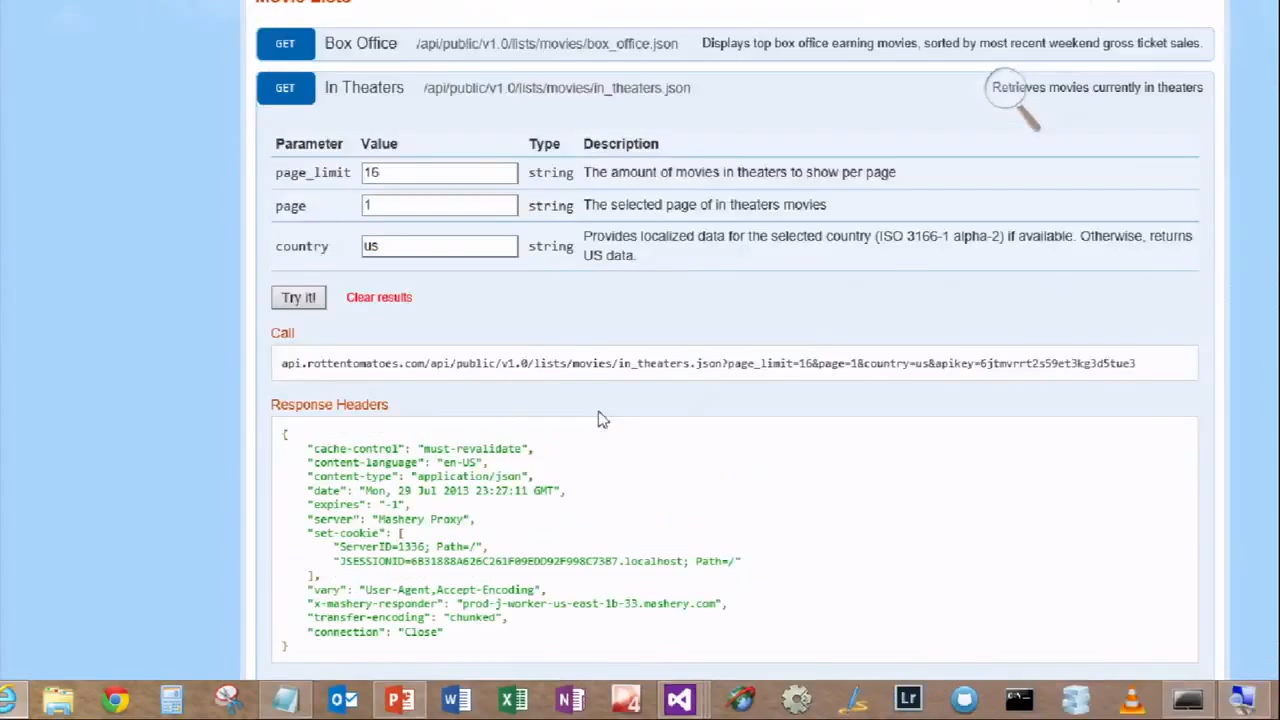 Movie Lists
GET Box Office /api/public/v1.0/lists/movies/box_office.json Displays top box office earning movies, sorted by most recent weekend gross ticket sales.
GET In Theaters /api/public/v1.0/lists/movies/in_theaters.json Retrieves movies currently in theaters
Parameter Value Type Description
page_limit 16 string The amount of movies in theaters to show per page
page 1 string The selected page of in theaters movies
country us string Provides localized data for the selected country (ISO 3166-1 alpha-2) if available. Otherwise, returns
US data.
Try it! Clear results
Call
api.rottentomatoes.com/api/public/v1.0/lists/movies/in_theaters.json?page_limit=16&page=1&country=us&apikey=6jtmvrrt2s59et3kg3d5tue3
Response Headers
{
"cache-control": "must-revalidate",
"content-language": "en-US",
"content-type": "application/json",
"date": "Mon, 29 Jul 2013 23:27:11 GMT",
"expires": "-1",
"server": "Mashery Proxy",
"set-cookie": [
"ServerID=1336; Path=/",
"JSESSIONID=6B31888A626C261F09EDD92F998C73B7.localhost; Path=/"
],
"vary": "User-Agent,Accept-Encoding",
"x-mashery-responder": "prod-j-worker-us-east-1b-33.mashery.com",
"transfer-encoding": "chunked",
"connection": "Close"
}
Lr